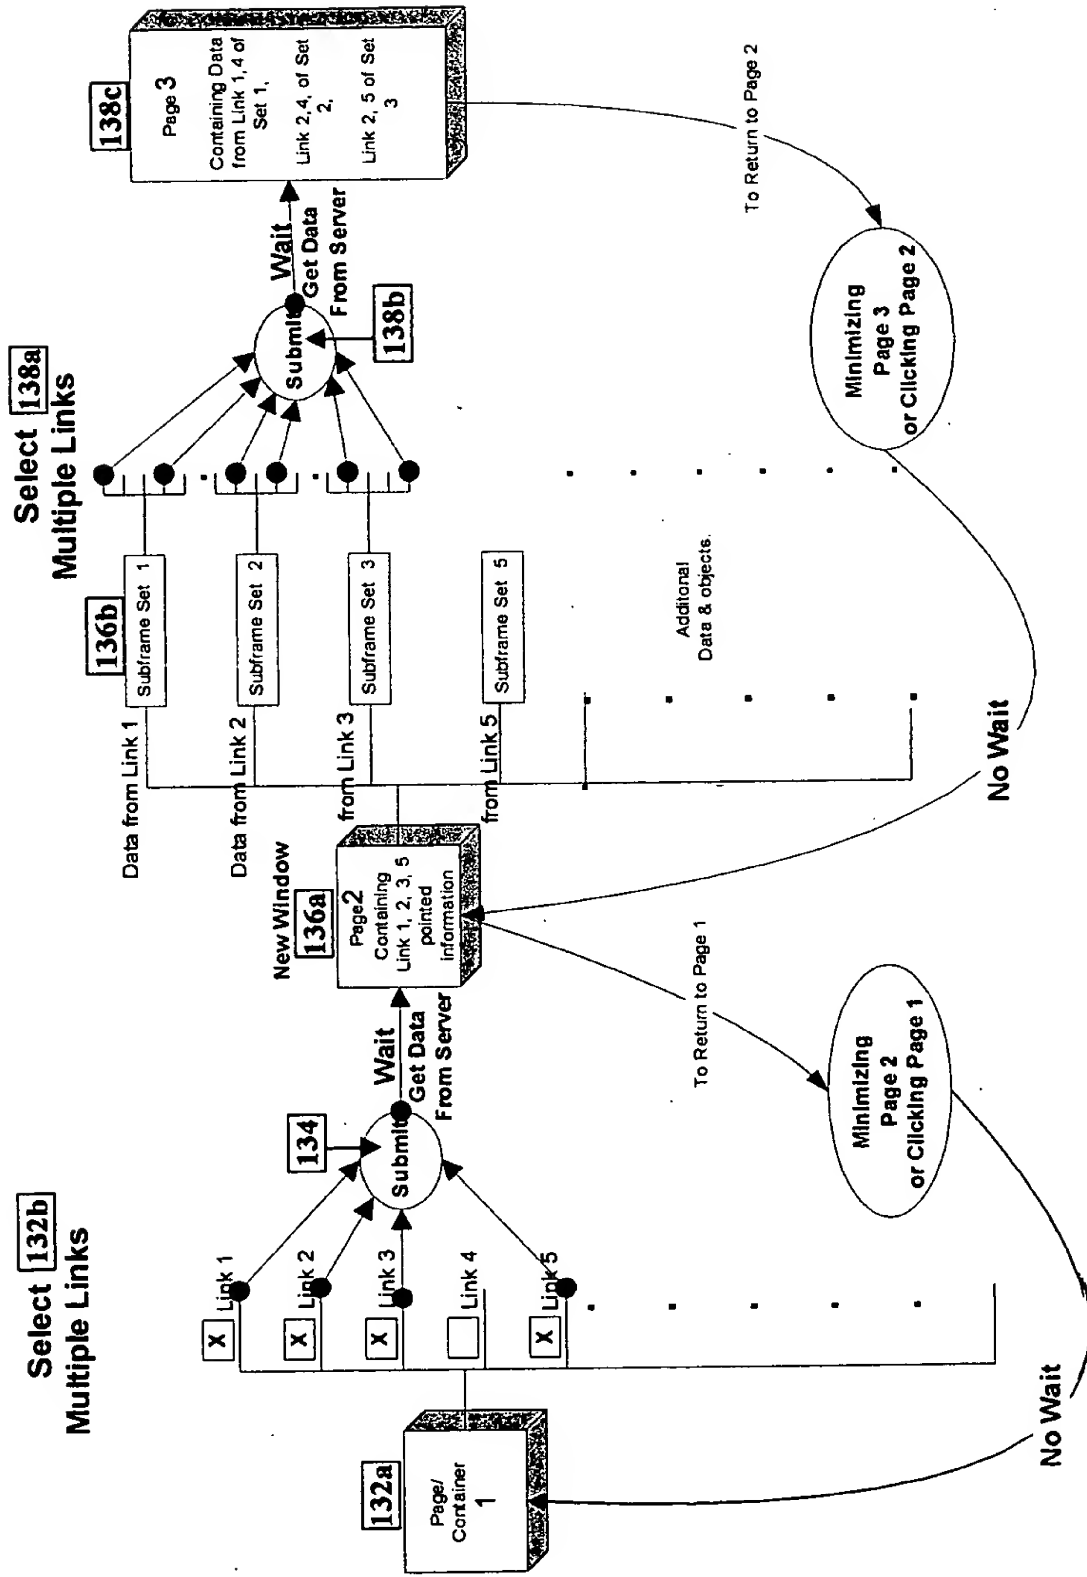 Select 132b
Multiple Links
132a
Page/
Container
1
X
Link 1
X
Link 2
X
Link 3
Link 4
X
Link 5
134
Submit
Wait
Get Data
From Server
New Window
136a
Page 2
Containing
Link 1, 2, 3, 5
pointed
information
To Return to Page 1
Minimizing
Page 2
or Clicking Page 1
No Wait
Data from Link 1
Data from Link 2
from Link 3
from Link 5
136b
Subframe Set 1
Subframe Set 2
Subframe Set 3
Subframe Set 5
Additonal
Data & objects.
Select 138a
Multiple Links
Submit
138b
Wait
Get Data
From Server
138c
Page 3
Containing Data
from Link 1,4 of
Set 1,
Link 2,4, of Set
2,
Link 2, 5 of Set
3
To Return to Page 2
Minimizing
Page 3
or Clicking Page 2
No Wait